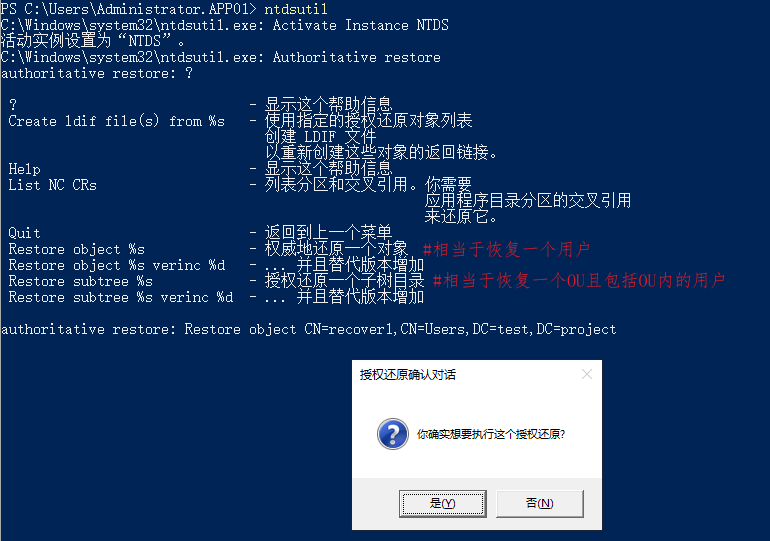 PS C:\Users\Administrator.APP01> ntdsutil
C:\Windows\system32\ntdsutil.exe: Activate Instance NTDS
活动实例设置为“NTDS”。
C:\Windows\system32\ntdsutil.exe: Authoritative restore
authoritative restore: ?
? - 显示这个帮助信息
Create ldif file(s) from %s - 使用指定的授权还原对象列表
创建 LDIF 文件
以重新创建这些对象的返回链接。
Help - 显示这个帮助信息
List NC CRs - 列表分区和交叉引用。你需要
应用程序目录分区的交叉引用
来还原它。
Quit - 返回到上一个菜单
Restore object %s - 权威地还原一个对象 #相当于恢复一个用户
Restore object %s verinc %d - ... 并且替代版本增加
Restore subtree %s - 授权还原一个子树目录 #相当于恢复一个OU且包括OU内的用户
Restore subtree %s verinc %d - ... 并且替代版本增加
authoritative restore: Restore object CN=recover1,CN=Users,DC=test,DC=project
授权还原确认对话
你确实想要执行这个授权还原?
是(Y) 否(N)